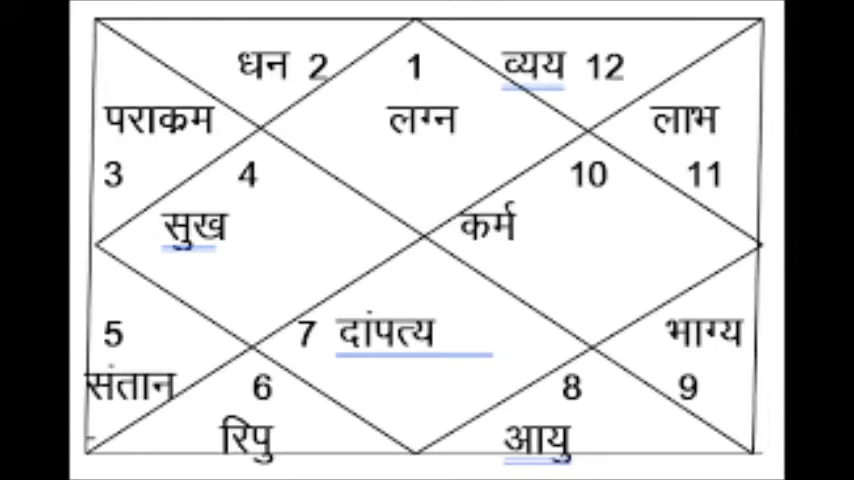 धन 2
1
व्यय 12
पराक्रम
लग्न
लाभ
3
4
10
11
सुख
कर्म
5
7 दांपत्य
भाग्य
संतान
6
8
9
रिपु
आयु